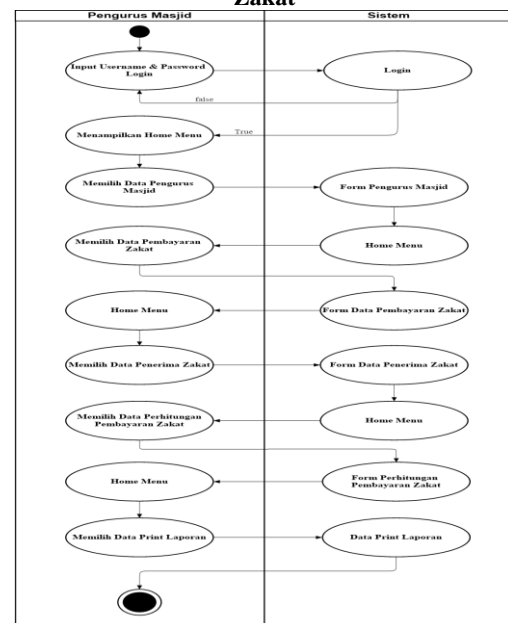 Zakat
Pengurus Masjid
Sistem
Input Username & Password
Login
Login
false
True
Menampilkan Home Menu
Memilih Data Pengurus
Masjid
Form Pengurus Masjid
Memilih Data Pembayaran
Zakat
Home Menu
Home Menu
Form Data Pembayaran Zakat
Memilih Data Penerima Zakat
Form Data Penerima Zakat
Memilih Data Perhitungan
Pembayaran Zakat
Home Menu
Home Menu
Form Perhitungan
Pembayaran Zakat
Memilih Data Print Laporan
Data Print Laporan